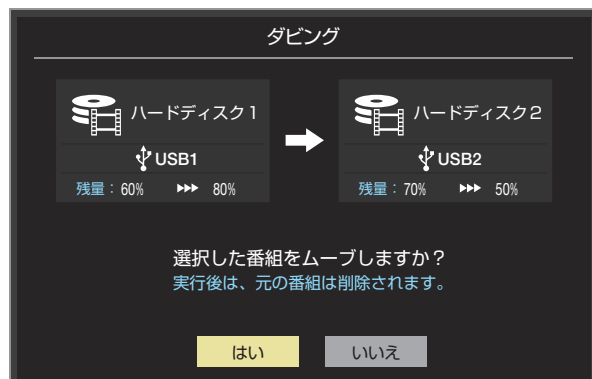 ダビング
ハードディスク1
USB1
残量：60% ▶▶▶ 80%
ハードディスク2
USB2
残量：70% ▶▶▶ 50%
選択した番組をムーブしますか？
実行後は、元の番組は削除されます。
はい
いいえ